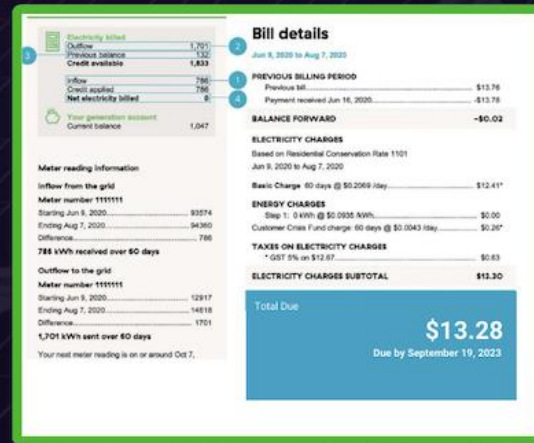 Electricity billed
Outflow 1,701
Previous balance 132
Credit available 1,833
Inflow 786
Credit applied 786
Net electricity billed 0
Your generation account
Current balance 1,047
2
3
1
4
Meter reading information
Inflow from the grid
Meter number 1111111
Starting Jun 9, 2020 93574
Ending Aug 7, 2020 94360
Difference 786
786 kWh received over 60 days
Outflow to the grid
Meter number 1111111
Starting Jun 9, 2020 12917
Ending Aug 7, 2020 14618
Difference 1701
1,701 kWh sent over 60 days
Your next meter reading is on or around Oct 7,
Bill details
Jun 9, 2020 to Aug 7, 2020
PREVIOUS BILLING PERIOD
Previous bill $13.76
Payment received Jun 16, 2020 -$13.78
BALANCE FORWARD -$0.02
ELECTRICITY CHARGES
Based on Residential Conservation Rate 1101
Jun 9, 2020 to Aug 7, 2020
Basic Charge 60 days @ $0.2069 /day $12.41*
ENERGY CHARGES
Step 1: 0 kWh @ $0.0935 /kWh $0.00
Customer Crisis Fund charge: 60 days @ $0.0043 /day $0.26*
TAXES ON ELECTRICITY CHARGES
* GST 5% on $12.67 $0.63
ELECTRICITY CHARGES SUBTOTAL $13.30
Total Due
$13.28
Due by September 19, 2023